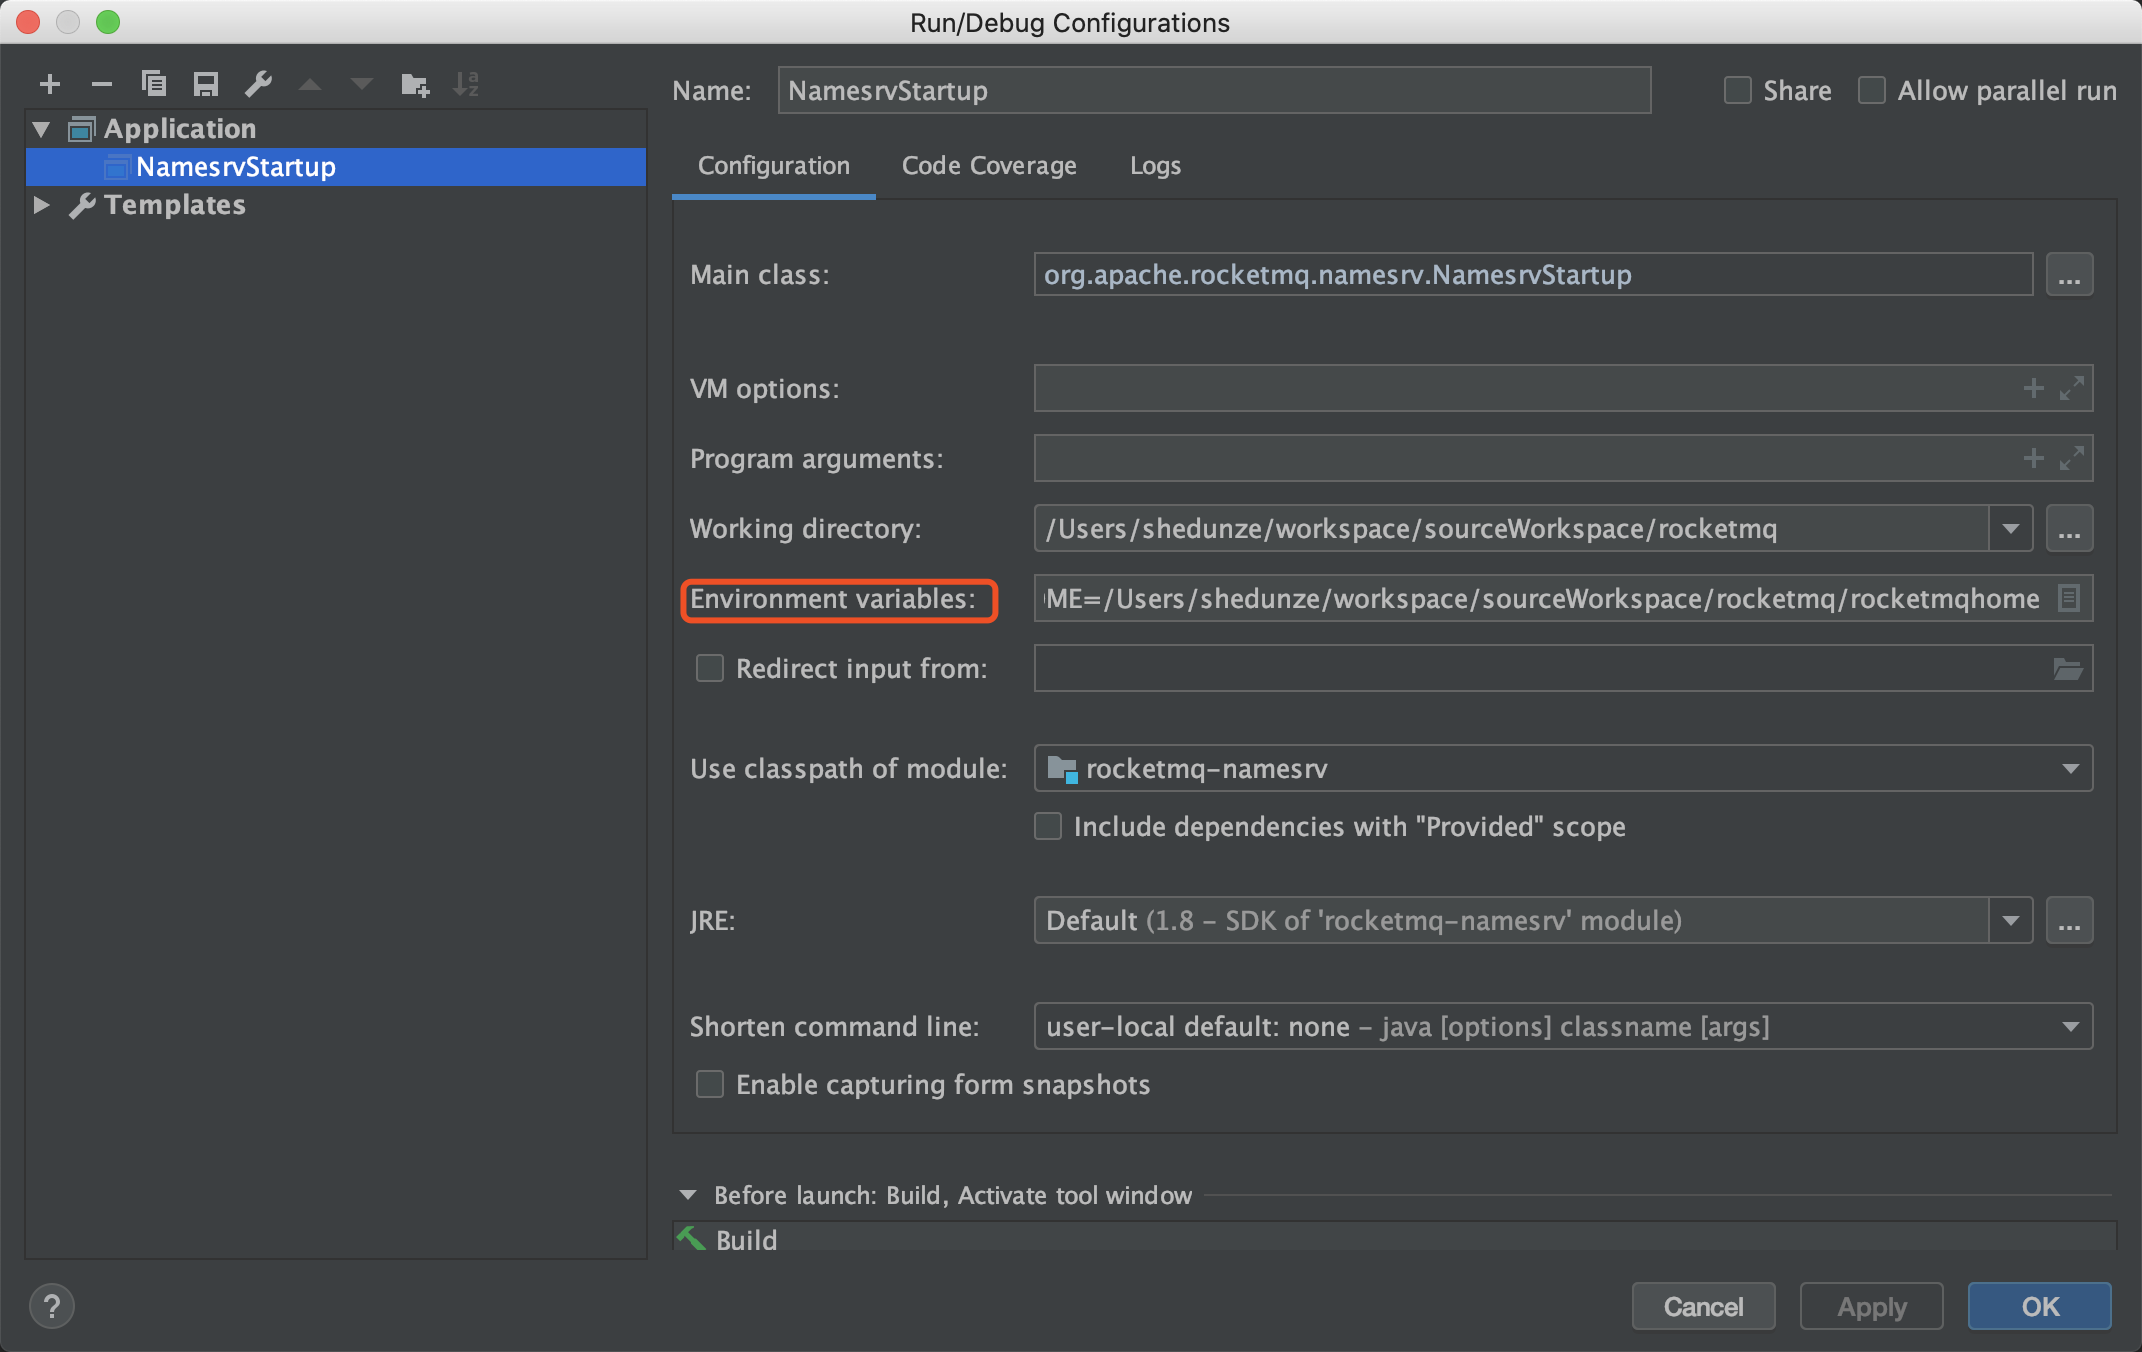 Run/Debug Configurations
Application
NamesrvStartup
Templates
Name: NamesrvStartup
Share
Allow parallel run
Configuration Code Coverage Logs
Main class: org.apache.rocketmq.namesrv.NamesrvStartup ...
VM options:
Program arguments:
Working directory: /Users/shedunze/workspace/sourceWorkspace/rocketmq ...
Environment variables: ME=/Users/shedunze/workspace/sourceWorkspace/rocketmq/rocketmqhome
Redirect input from:
Use classpath of module: rocketmq-namesrv
Include dependencies with "Provided" scope
JRE: Default (1.8 - SDK of 'rocketmq-namesrv' module) ...
Shorten command line: user-local default: none - java [options] classname [args]
Enable capturing form snapshots
Before launch: Build, Activate tool window
Build
? Cancel Apply OK